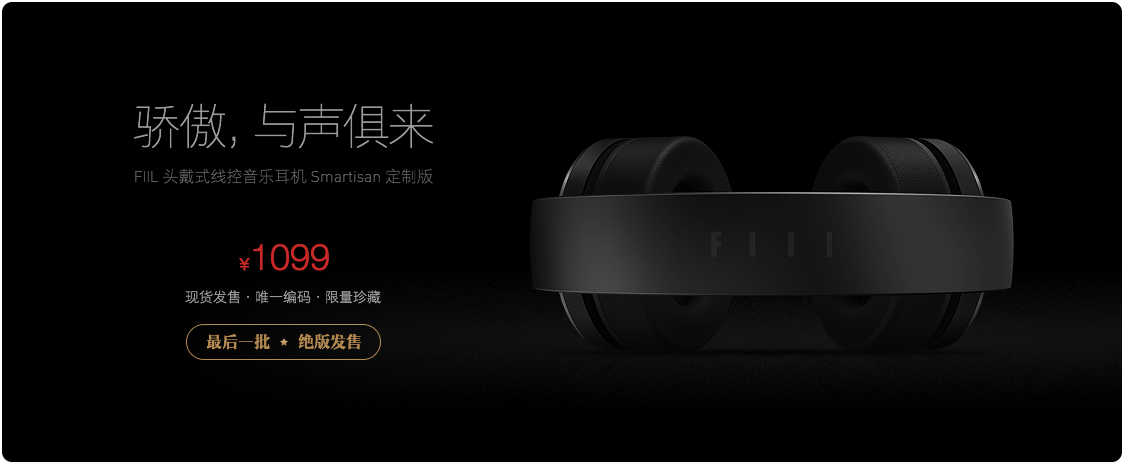 骄傲，与声俱来
FIIL 头戴式线控音乐耳机 Smartisan 定制版
¥1099
现货发售 · 唯一编码 · 限量珍藏
最后一批 ★ 绝版发售
FIIL